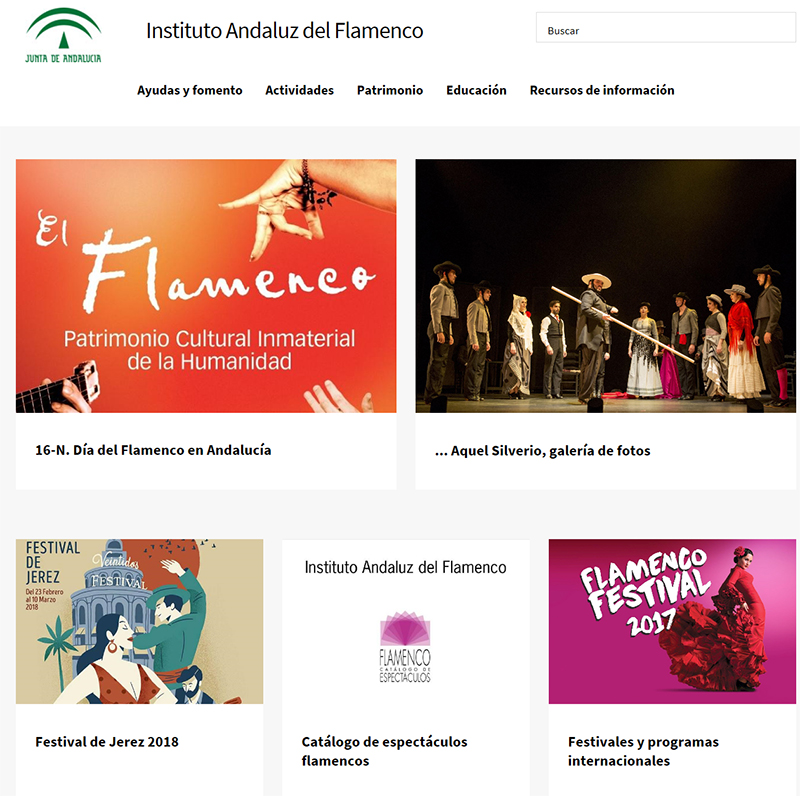 Instituto Andaluz del Flamenco
Buscar
JUNTA DE ANDALUCIA
Ayudas y fomento
Actividades
Patrimonio
Educación
Recursos de información
El
Flamenco
Patrimonio Cultural Inmaterial
de la Humanidad
16-N. Día del Flamenco en Andalucía
... Aquel Silverio, galería de fotos
FESTIVAL
DE
JEREZ
Del 23 Febrero
al 10 Marzo
2018
Veintidós
FESTIVAL
Festival de Jerez 2018
Instituto Andaluz del Flamenco
FLAMENCO
CATÁLOGO DE
ESPECTÁCULOS
Catálogo de espectáculos
flamencos
FLAMENCO
FESTIVAL
2017
Festivales y programas
internacionales